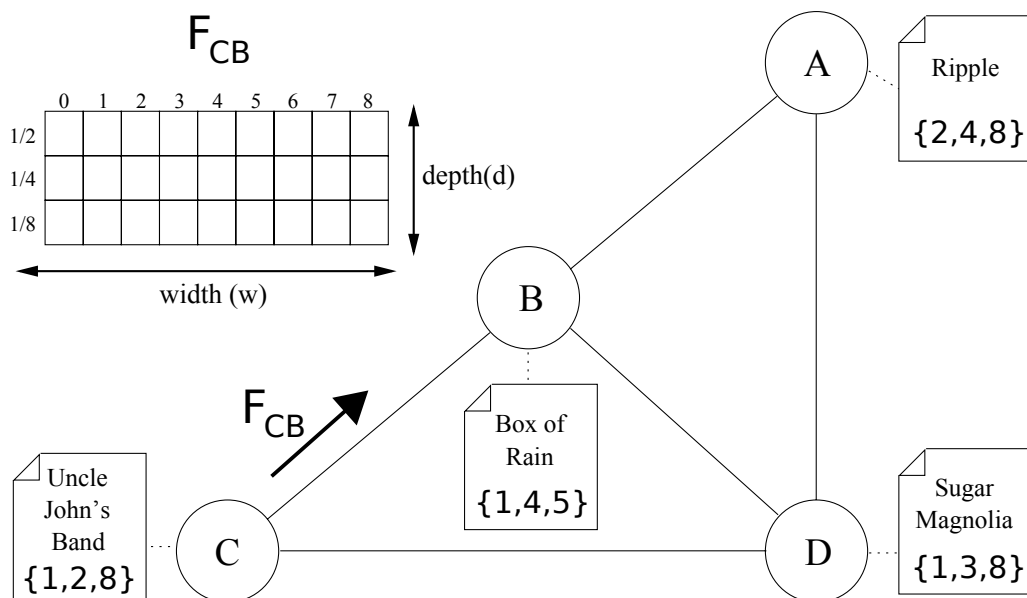 F_CB
0 1 2 3 4 5 6 7 8
1/2
1/4
1/8
depth(d)
width (w)
A
Ripple
{2,4,8}
B
F_CB
Box of
Rain
{1,4,5}
Uncle
John's
Band
{1,2,8}
C
D
Sugar
Magnolia
{1,3,8}